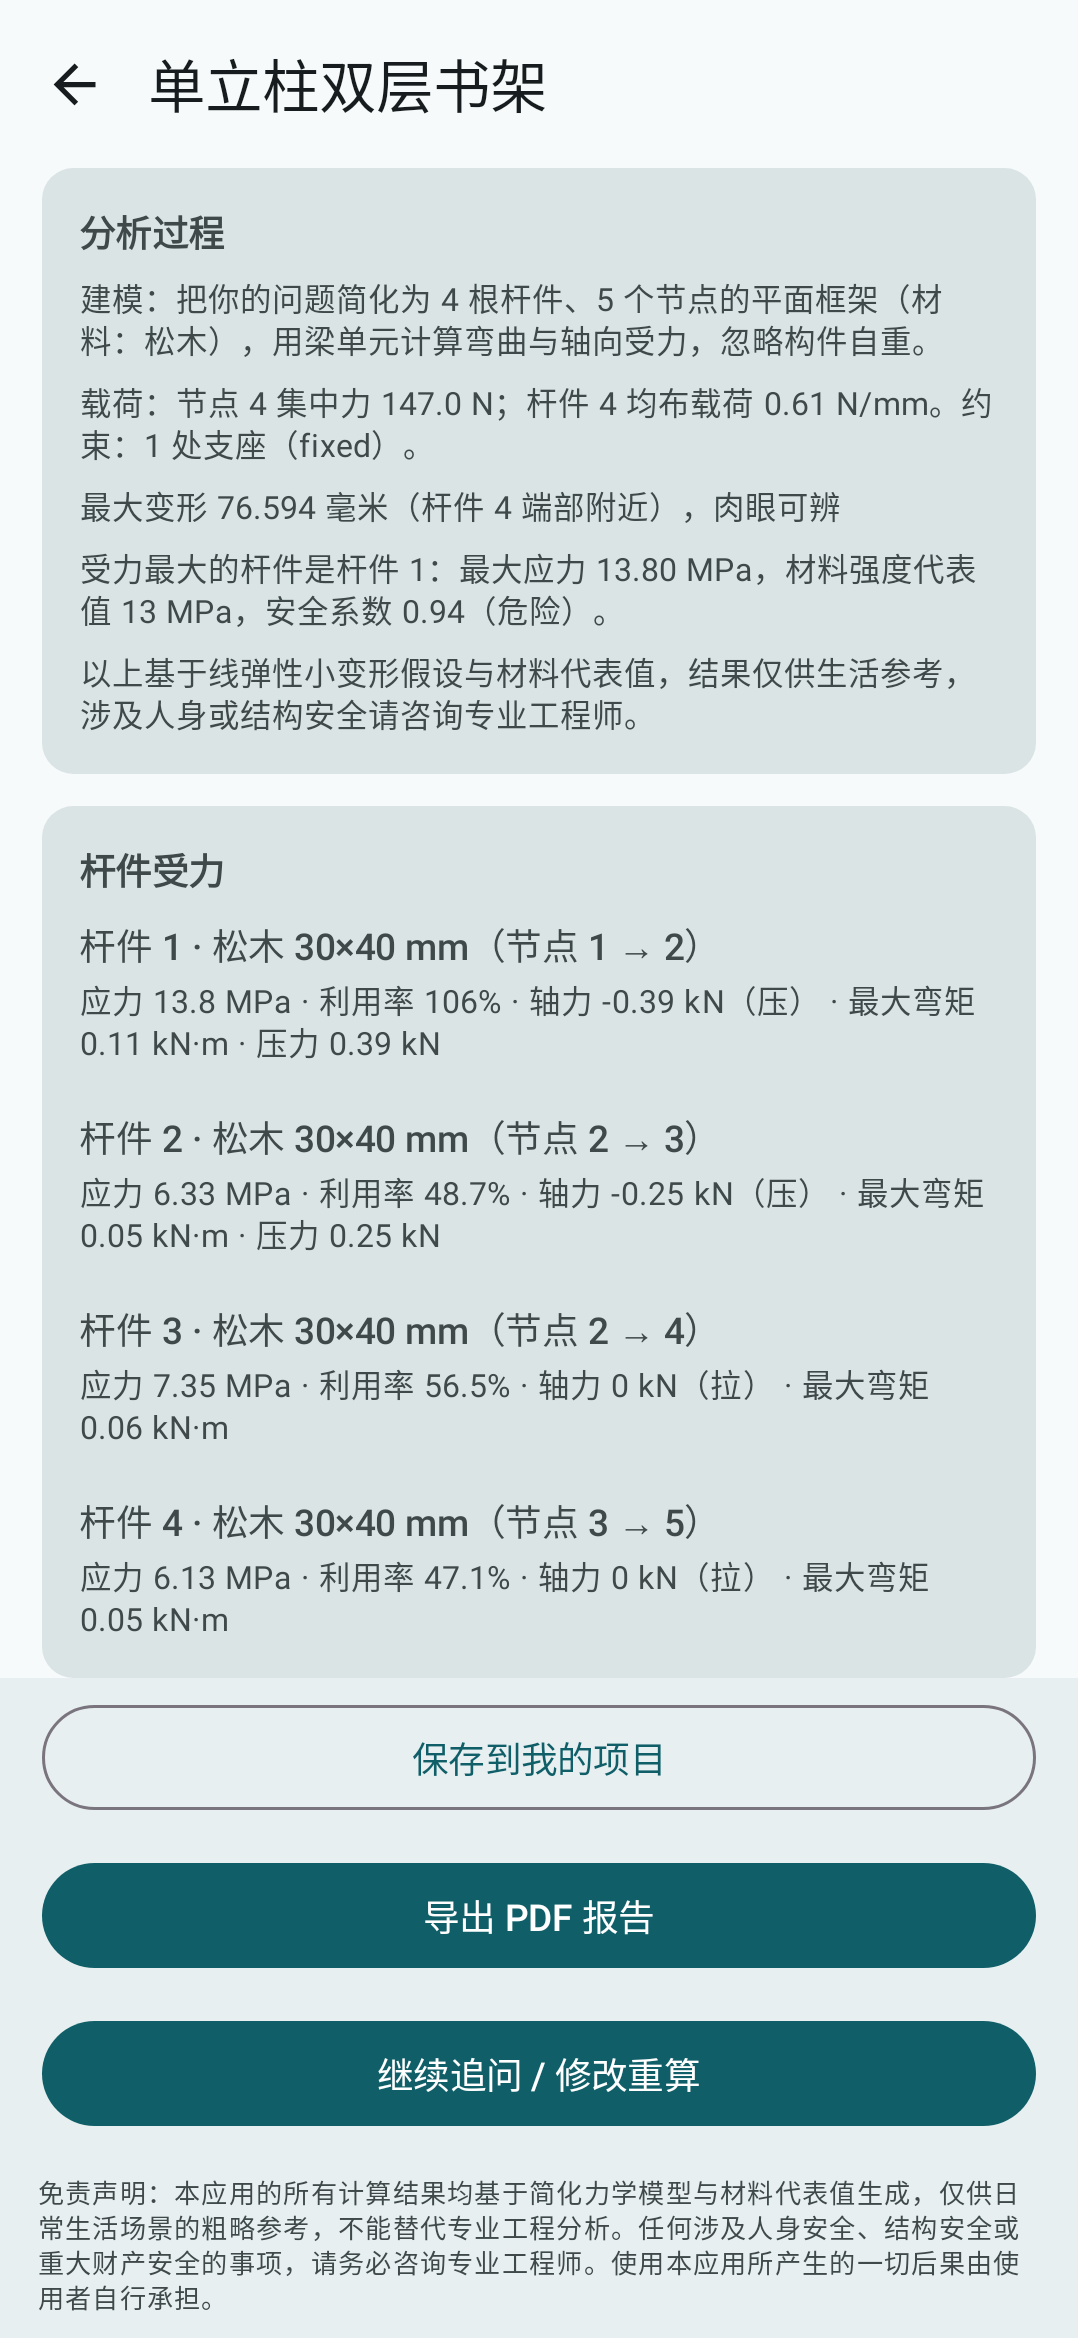 单立柱双层书架
分析过程
建模：把你的问题简化为 4 根杆件、5 个节点的平面框架（材
料：松木），用梁单元计算弯曲与轴向受力，忽略构件自重。
载荷：节点 4 集中力 147.0 N；杆件 4 均布载荷 0.61 N/mm。约
束：1 处支座（fixed）。
最大变形 76.594 毫米（杆件 4 端部附近），肉眼可辨
受力最大的杆件是杆件 1：最大应力 13.80 MPa，材料强度代表
值 13 MPa，安全系数 0.94（危险）。
以上基于线弹性小变形假设与材料代表值，结果仅供生活参考，
涉及人身或结构安全请咨询专业工程师。
杆件受力
杆件 1 · 松木 30×40 mm（节点 1 → 2）
应力 13.8 MPa · 利用率 106% · 轴力 -0.39 kN（压） · 最大弯矩
0.11 kN·m · 压力 0.39 kN
杆件 2 · 松木 30×40 mm（节点 2 → 3）
应力 6.33 MPa · 利用率 48.7% · 轴力 -0.25 kN（压） · 最大弯矩
0.05 kN·m · 压力 0.25 kN
杆件 3 · 松木 30×40 mm（节点 2 → 4）
应力 7.35 MPa · 利用率 56.5% · 轴力 0 kN（拉） · 最大弯矩
0.06 kN·m
杆件 4 · 松木 30×40 mm（节点 3 → 5）
应力 6.13 MPa · 利用率 47.1% · 轴力 0 kN（拉） · 最大弯矩
0.05 kN·m
保存到我的项目
导出 PDF 报告
继续追问 / 修改重算
免责声明：本应用的所有计算结果均基于简化力学模型与材料代表值生成，仅供日
常生活场景的粗略参考，不能替代专业工程分析。任何涉及人身安全、结构安全或
重大财产安全的事项，请务必咨询专业工程师。使用本应用所产生的一切后果由使
用者自行承担。